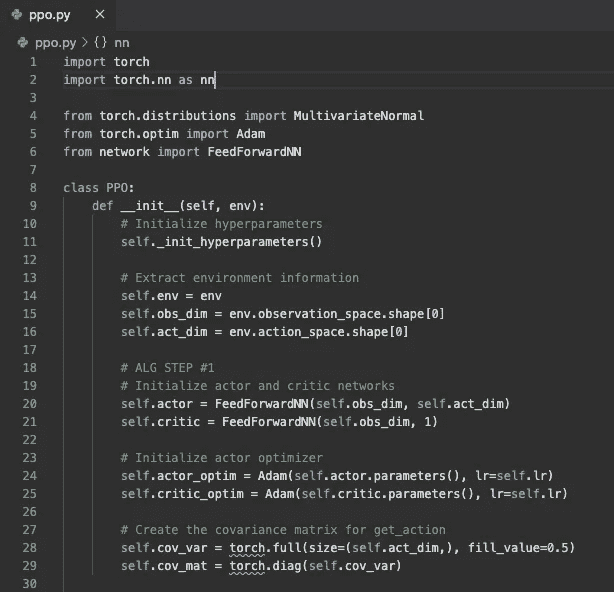 ppo.py ×
ppo.py > {} nn
1 import torch
2 import torch.nn as nn
3
4 from torch.distributions import MultivariateNormal
5 from torch.optim import Adam
6 from network import FeedForwardNN
7
8 class PPO:
9     def __init__(self, env):
10         # Initialize hyperparameters
11         self._init_hyperparameters()
12
13         # Extract environment information
14         self.env = env
15         self.obs_dim = env.observation_space.shape[0]
16         self.act_dim = env.action_space.shape[0]
17
18         # ALG STEP #1
19         # Initialize actor and critic networks
20         self.actor = FeedForwardNN(self.obs_dim, self.act_dim)
21         self.critic = FeedForwardNN(self.obs_dim, 1)
22
23         # Initialize actor optimizer
24         self.actor_optim = Adam(self.actor.parameters(), lr=self.lr)
25         self.critic_optim = Adam(self.critic.parameters(), lr=self.lr)
26
27         # Create the covariance matrix for get_action
28         self.cov_var = torch.full(size=(self.act_dim,), fill_value=0.5)
29         self.cov_mat = torch.diag(self.cov_var)
30